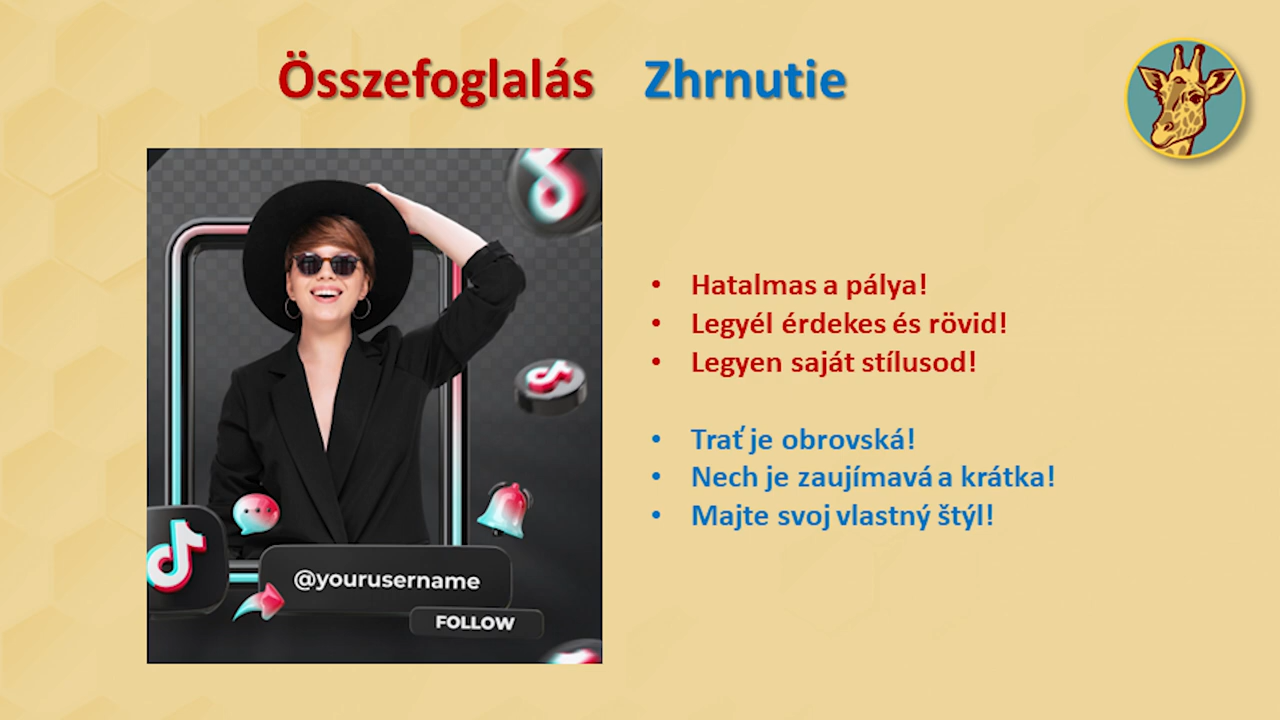 Összefoglalás Zhrnutie
• Hatalmas a pálya!
• Legyél érdekes és rövid!
• Legyen saját stílusod!
• Trať je obrovská!
• Nech je zaujímavá a krátka!
• Majte svoj vlastný štýl!
@yourusername
FOLLOW